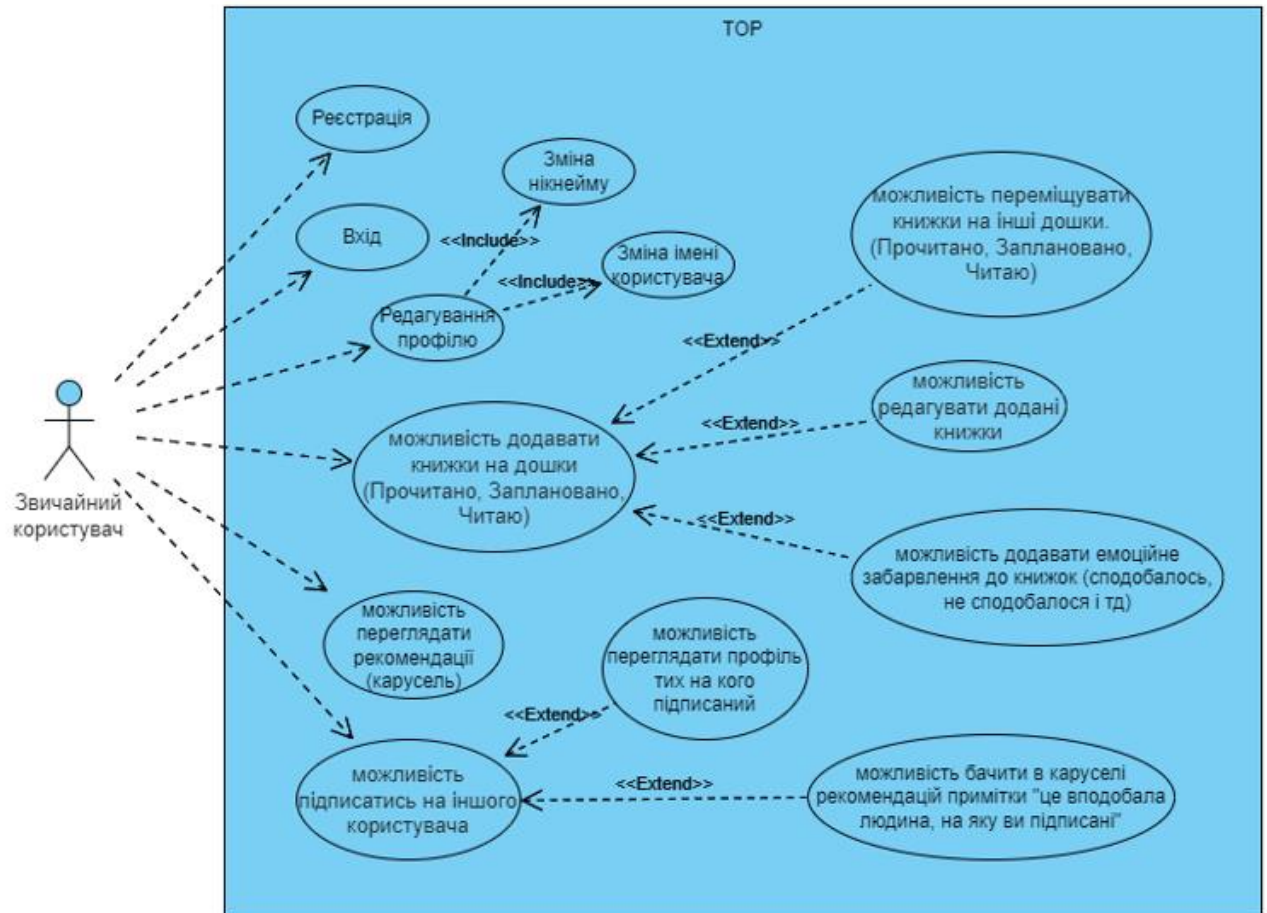 TOP
Реєстрація
Зміна
нікнейму
можливість переміщувати
книжки на інші дошки.
(Прочитано, Заплановано,
Читаю)
Вхід
<<Include>>
Зміна імені
користувача
<<Include>>
Редагування
профілю
<<Extend>>
можливість
редагувати додані
книжки
<<Extend>>
можливість додавати
книжки на дошки
(Прочитано, Заплановано,
Читаю)
Звичайний
користувач
<<Extend>>
можливість додавати емоційне
забарвлення до книжок (сподобалось,
не сподобалося і тд)
можливість
переглядати
рекомендації
(карусель)
можливість
переглядати профіль
тих на кого
підписаний
<<Extend>>
можливість
підписатись на іншого
користувача
<<Extend>>
можливість бачити в каруселі
рекомендацій примітки "це вподобала
людина, на яку ви підписані"